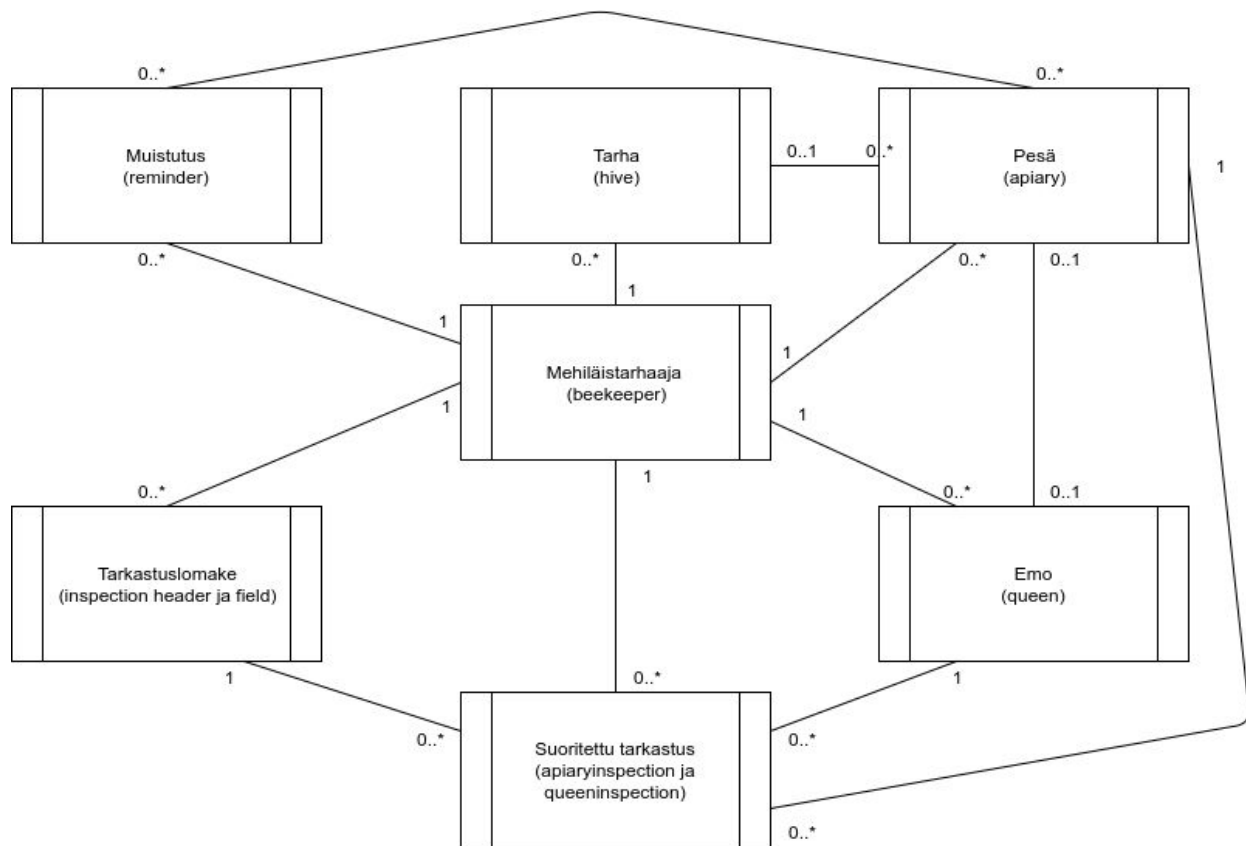 0..*
0..*
Muistutus
(reminder)
Tarha
(hive)
0..1
0..*
Pesä
(apiary)
1
0..*
0..*
0..*
0..1
1
1
1
Mehiläistarhaaja
(beekeeper)
1
1
1
0..*
0..*
0..1
Tarkastuslomake
(inspection header ja field)
Emo
(queen)
1
0..*
1
0..*
0..*
Suoritettu tarkastus
(apiaryinspection ja
queeninspection)
0..*